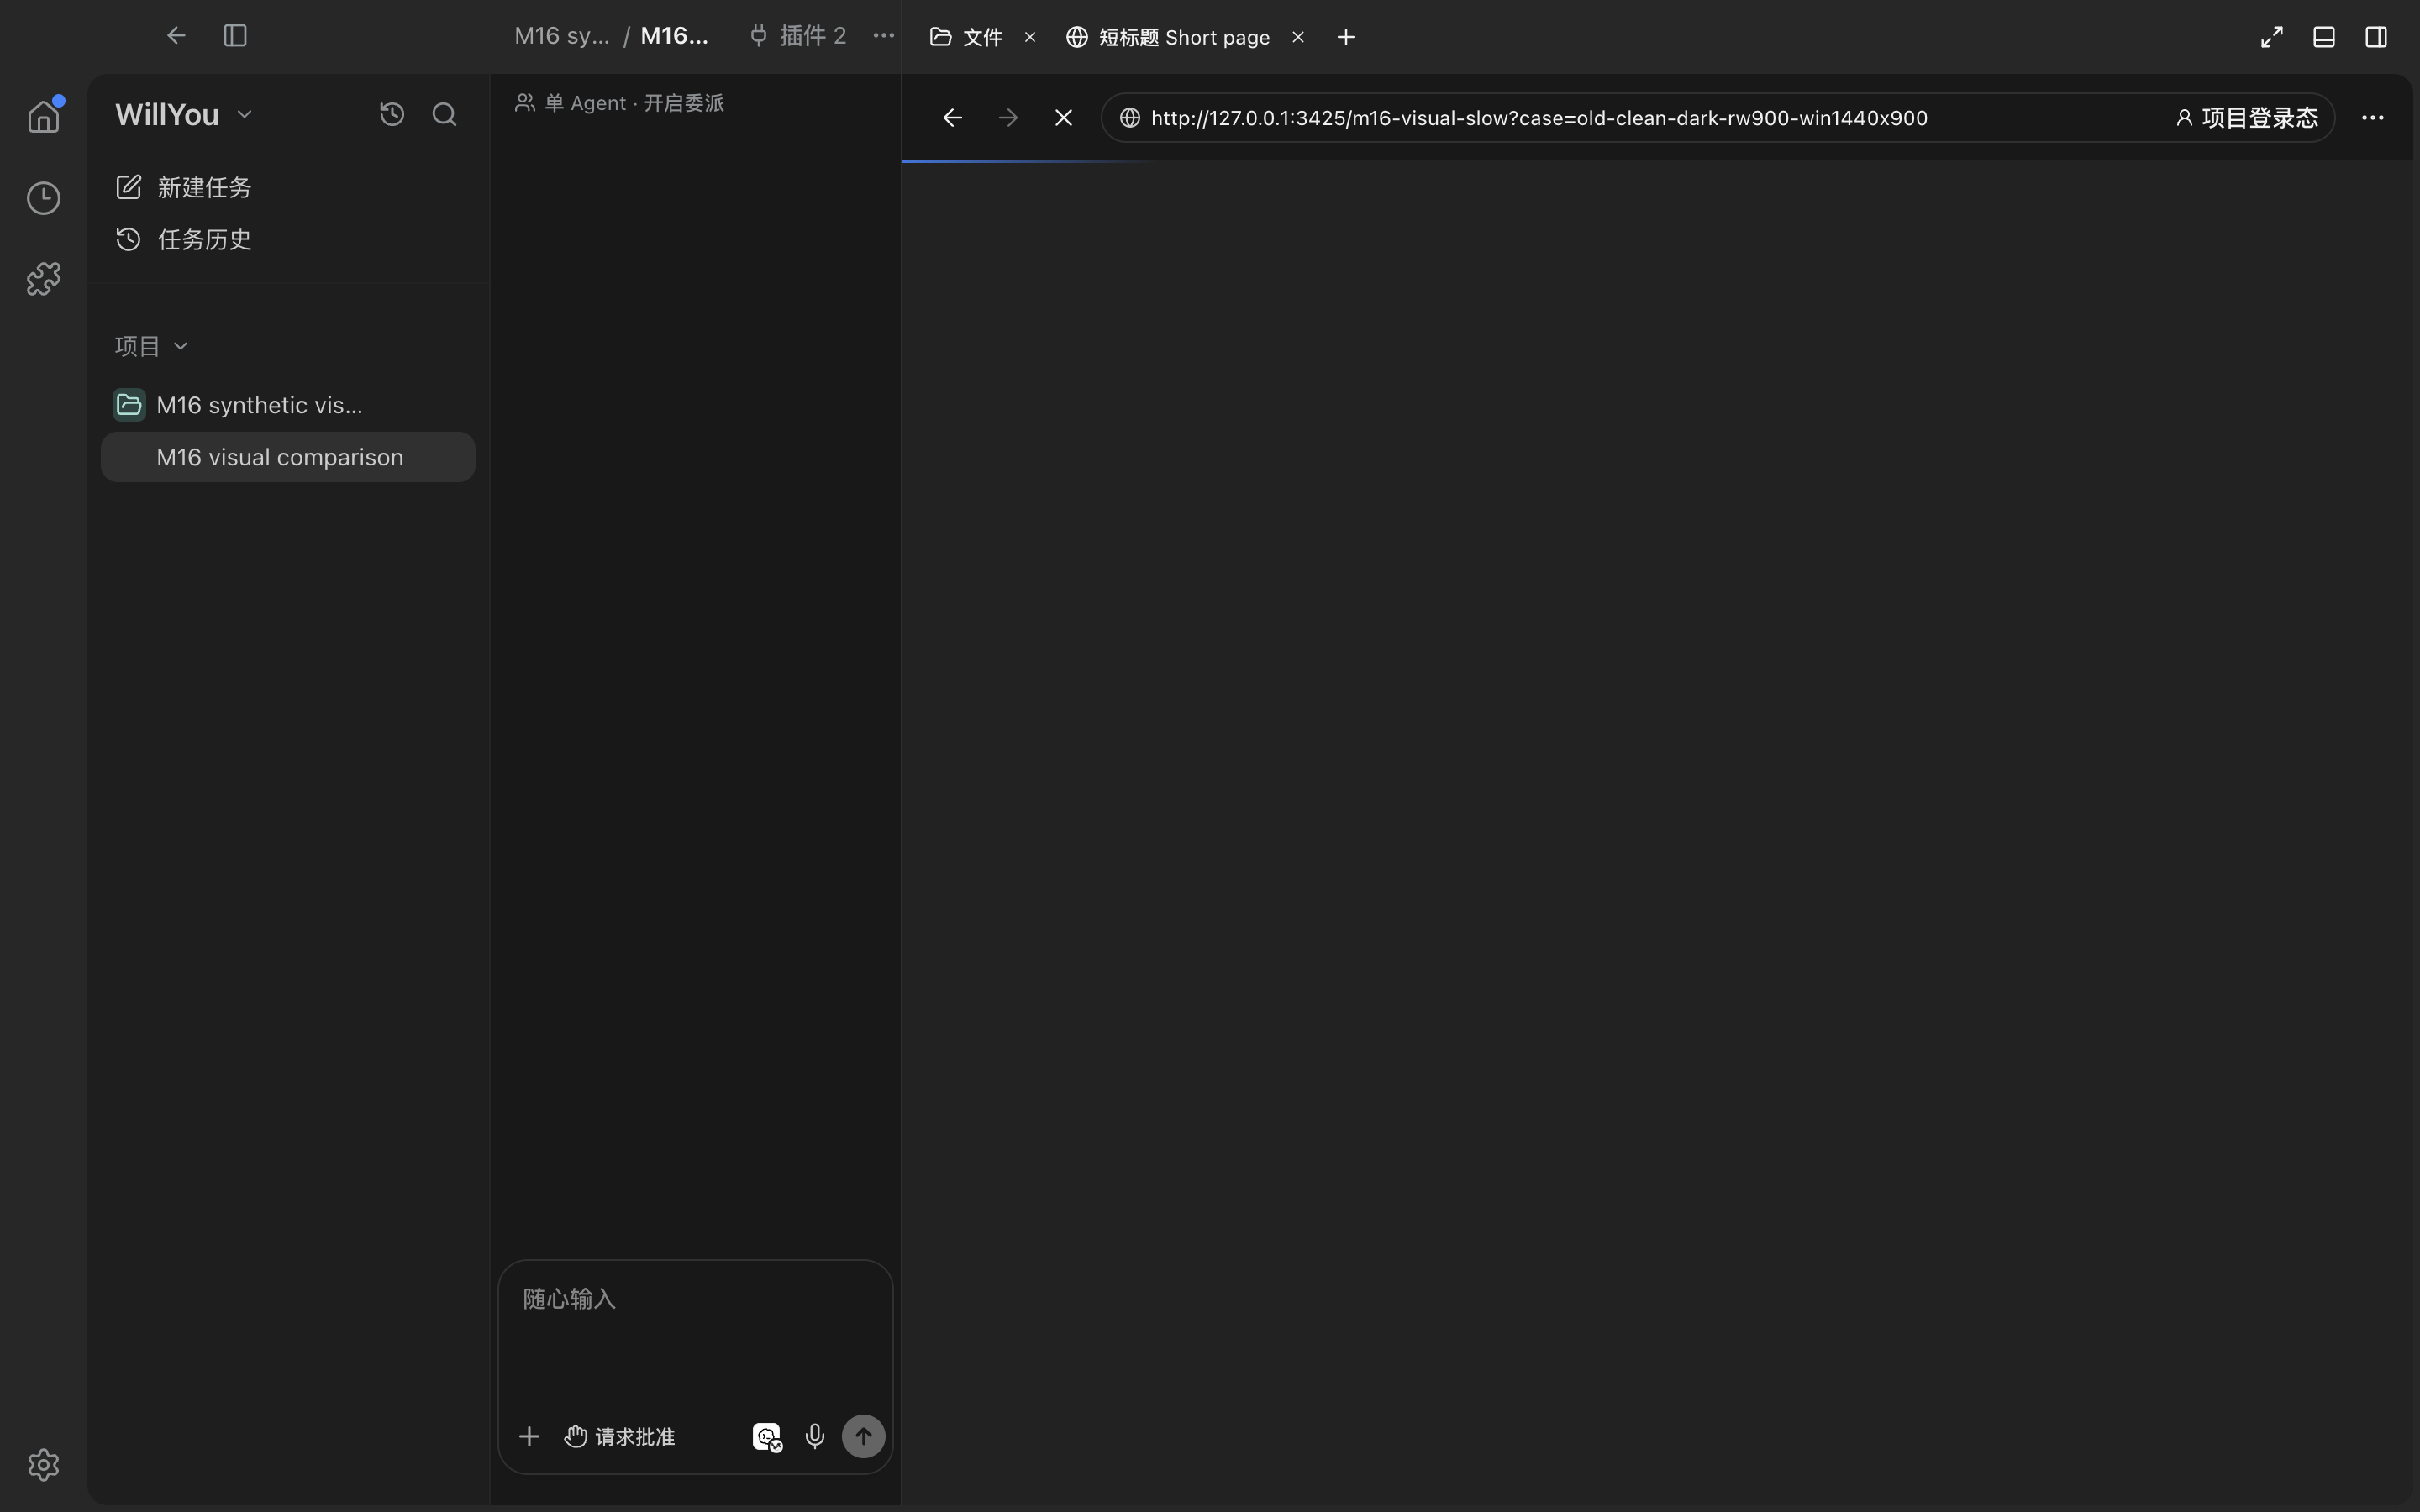 M16 sy... / M16... 插件 2
文件
短标题 Short page
WillYou
新建任务
任务历史
项目
M16 synthetic vis...
M16 visual comparison
单 Agent · 开启委派
http://127.0.0.1:3425/m16-visual-slow?case=old-clean-dark-rw900-win1440x900
项目登录态
随心输入
请求批准